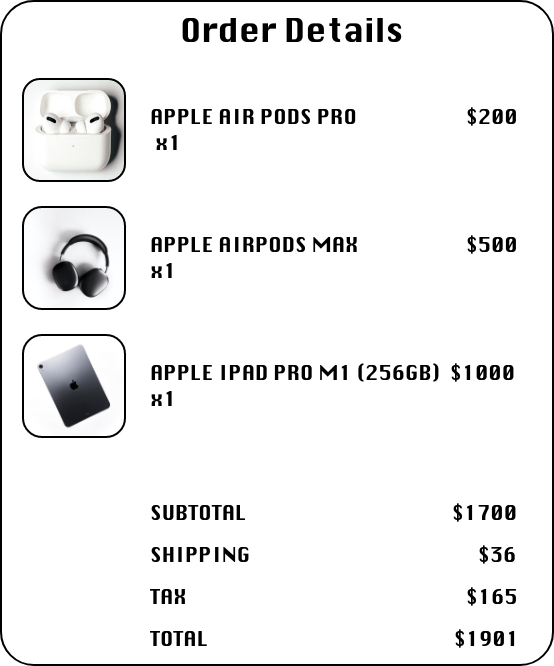 Order Details
APPLE AIR PODS PRO $200
x1
APPLE AIRPODS MAX $500
x1
APPLE IPAD PRO M1 (256GB) $1000
x1
SUBTOTAL $1700
SHIPPING $36
TAX $165
TOTAL $1901